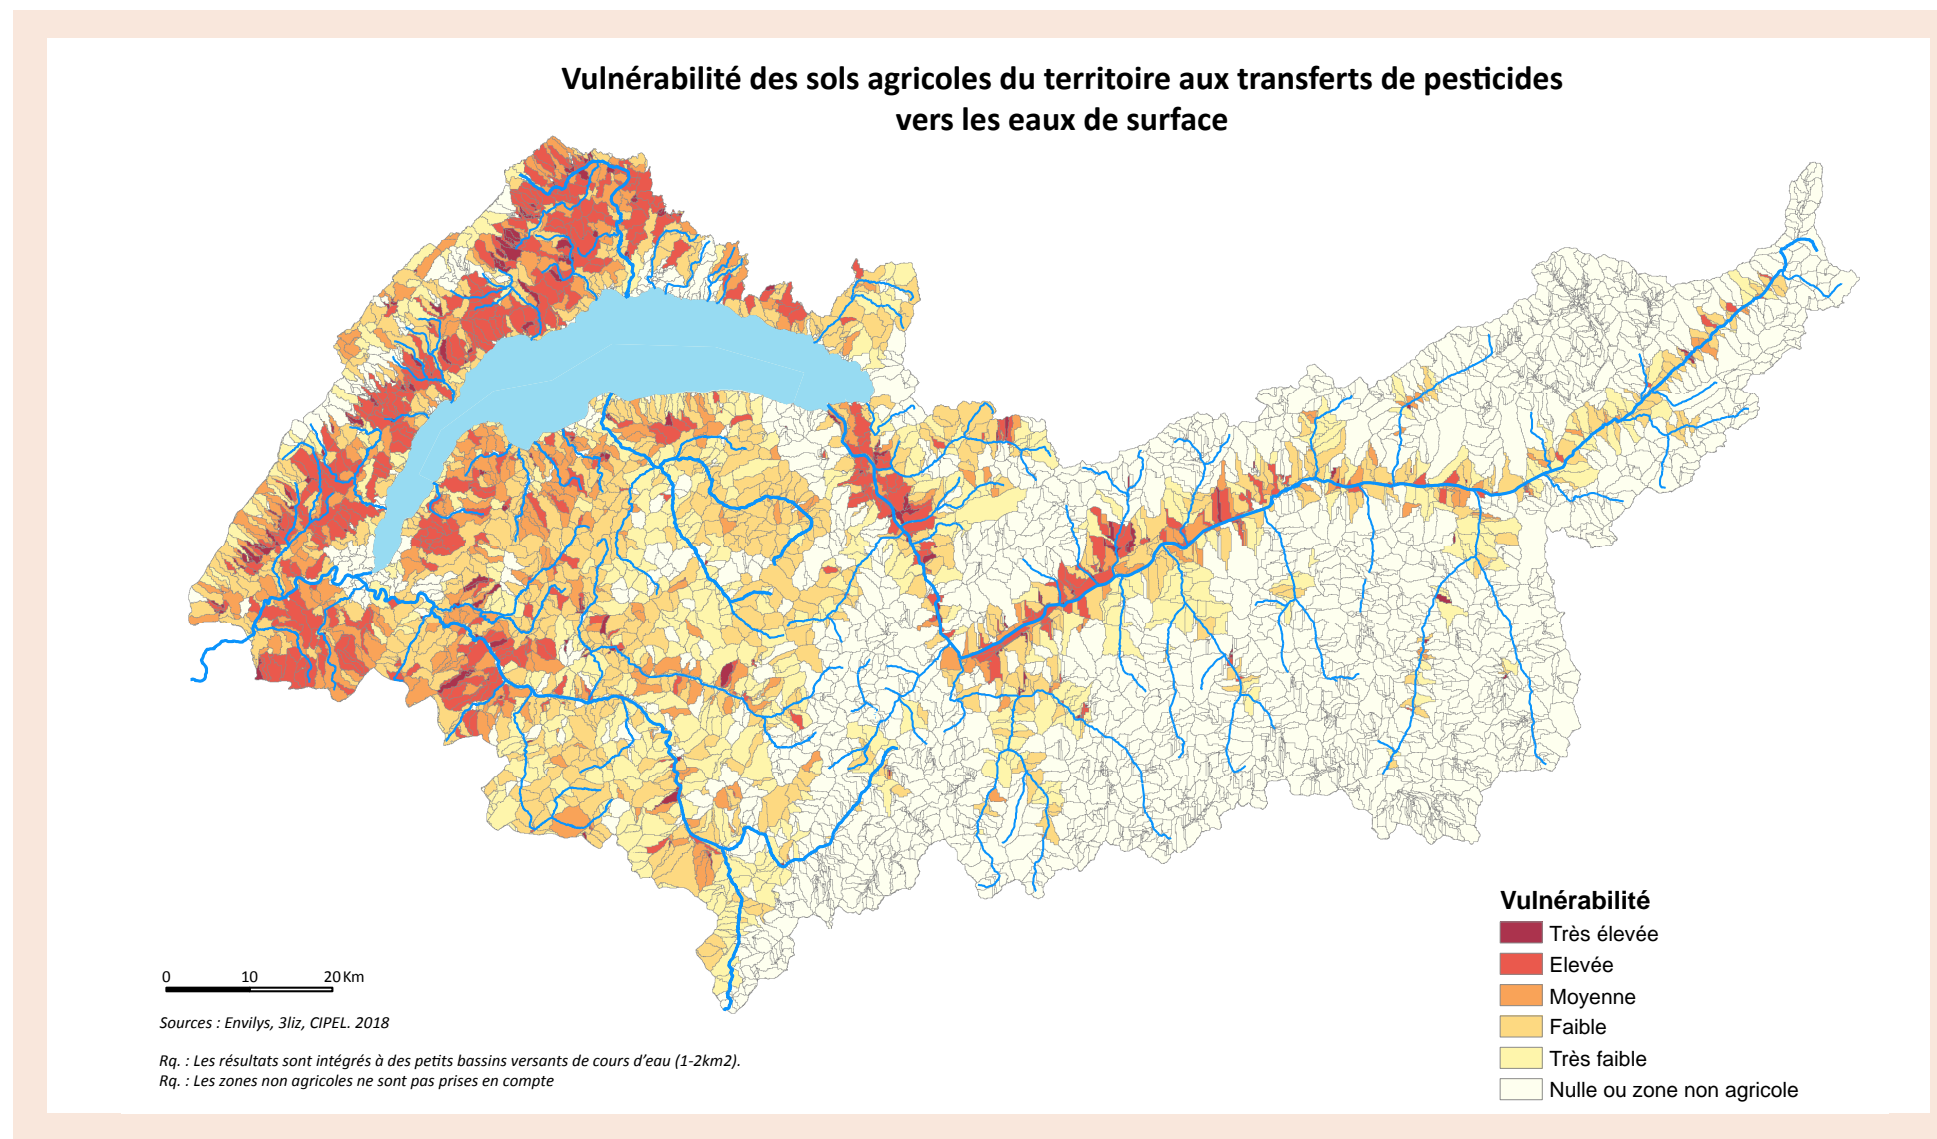 Vulnérabilité des sols agricoles du territoire aux transferts de pesticides
vers les eaux de surface
Vulnérabilité
Très élevée
Elevée
Moyenne
Faible
Très faible
Nulle ou zone non agricole
0 10 20 Km
Sources : Envilys, 3liz, CIPEL. 2018
Rq. : Les résultats sont intégrés à des petits bassins versants de cours d'eau (1-2km2).
Rq. : Les zones non agricoles ne sont pas prises en compte